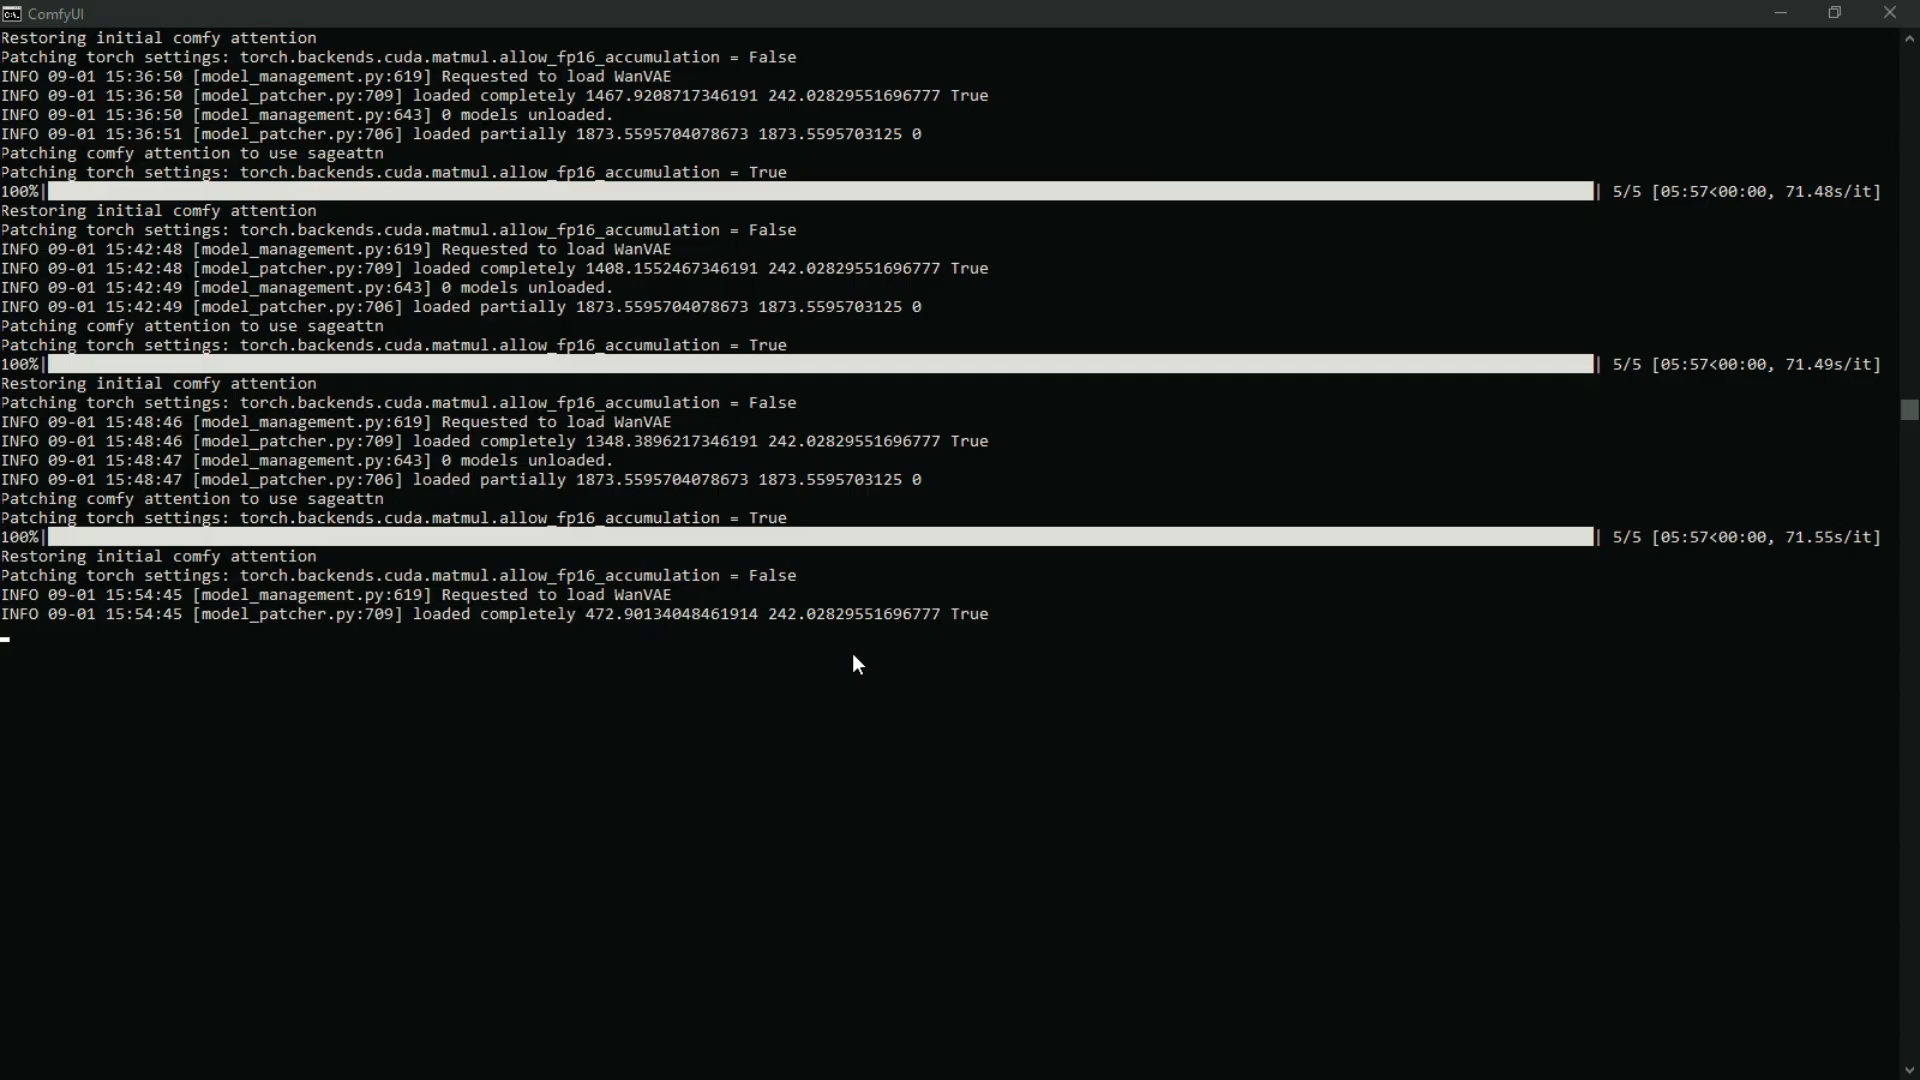 ComfyUI
Restoring initial comfy attention
Patching torch settings: torch.backends.cuda.matmul.allow_fp16_accumulation = False
INFO 09-01 15:36:50 [model_management.py:619] Requested to load WanVAE
INFO 09-01 15:36:50 [model_patcher.py:709] loaded completely 1467.9208717346191 242.02829551696777 True
INFO 09-01 15:36:50 [model_management.py:643] 0 models unloaded.
INFO 09-01 15:36:51 [model_patcher.py:706] loaded partially 1873.5595704078673 1873.5595703125 0
Patching comfy attention to use sageattn
Patching torch settings: torch.backends.cuda.matmul.allow_fp16_accumulation = True
100%| | 5/5 [05:57<00:00, 71.48s/it]
Restoring initial comfy attention
Patching torch settings: torch.backends.cuda.matmul.allow_fp16_accumulation = False
INFO 09-01 15:42:48 [model_management.py:619] Requested to load WanVAE
INFO 09-01 15:42:48 [model_patcher.py:709] loaded completely 1408.1552467346191 242.02829551696777 True
INFO 09-01 15:42:49 [model_management.py:643] 0 models unloaded.
INFO 09-01 15:42:49 [model_patcher.py:706] loaded partially 1873.5595704078673 1873.5595703125 0
Patching comfy attention to use sageattn
Patching torch settings: torch.backends.cuda.matmul.allow_fp16_accumulation = True
100%| | 5/5 [05:57<00:00, 71.49s/it]
Restoring initial comfy attention
Patching torch settings: torch.backends.cuda.matmul.allow_fp16_accumulation = False
INFO 09-01 15:48:46 [model_management.py:619] Requested to load WanVAE
INFO 09-01 15:48:46 [model_patcher.py:709] loaded completely 1348.3896217346191 242.02829551696777 True
INFO 09-01 15:48:47 [model_management.py:643] 0 models unloaded.
INFO 09-01 15:48:47 [model_patcher.py:706] loaded partially 1873.5595704078673 1873.5595703125 0
Patching comfy attention to use sageattn
Patching torch settings: torch.backends.cuda.matmul.allow_fp16_accumulation = True
100%| | 5/5 [05:57<00:00, 71.55s/it]
Restoring initial comfy attention
Patching torch settings: torch.backends.cuda.matmul.allow_fp16_accumulation = False
INFO 09-01 15:54:45 [model_management.py:619] Requested to load WanVAE
INFO 09-01 15:54:45 [model_patcher.py:709] loaded completely 472.90134048461914 242.02829551696777 True